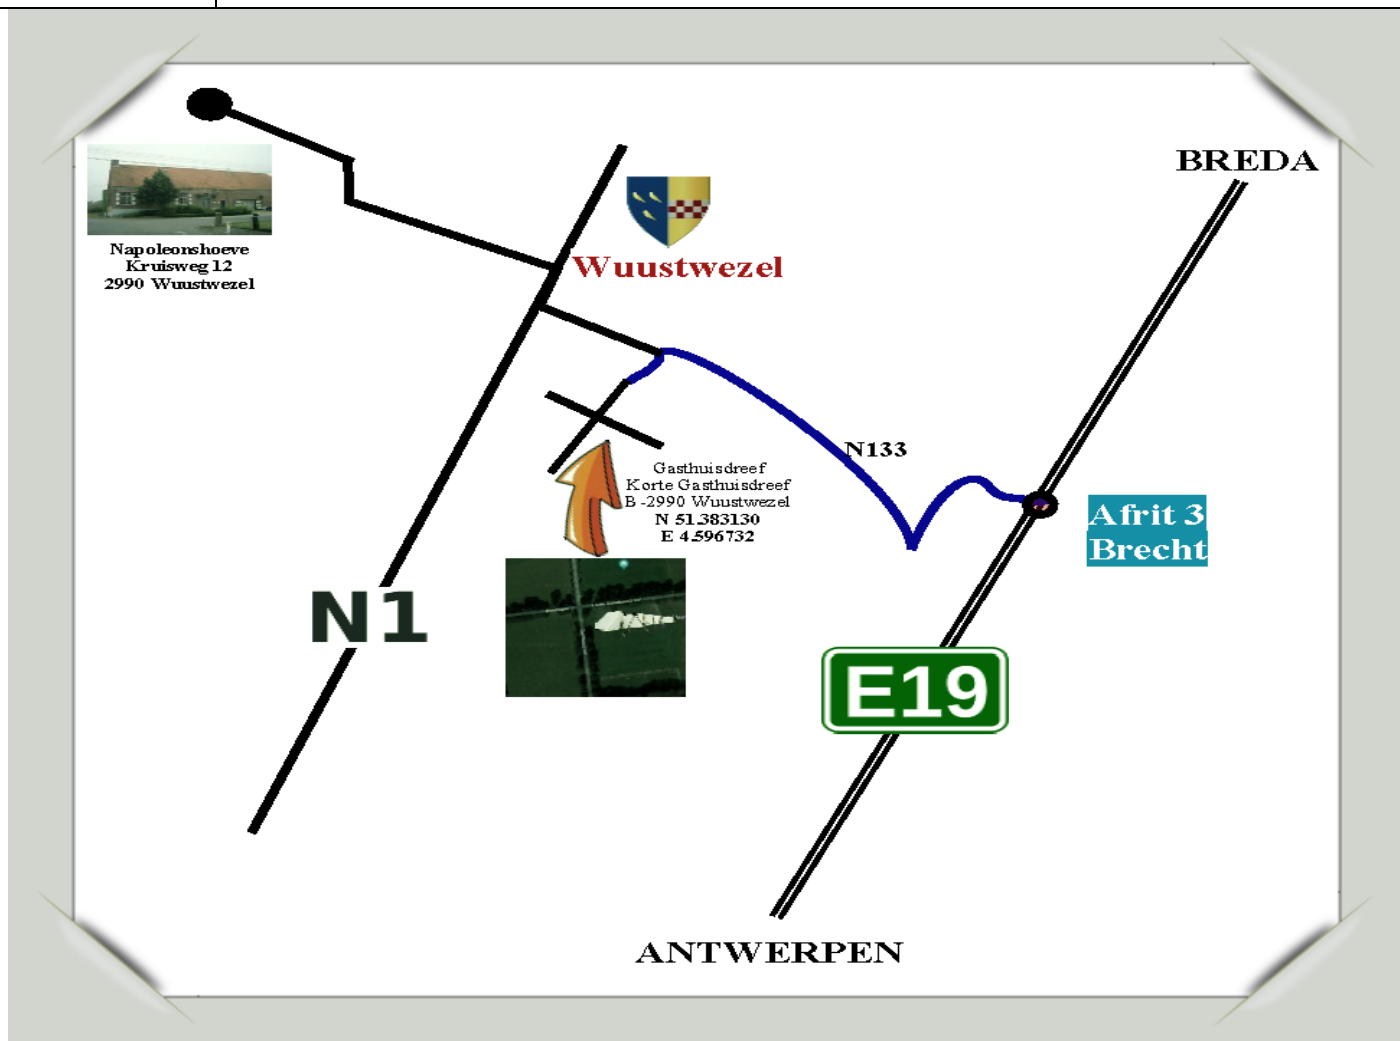 BREDA
Wuustwezel
Napoleonshoeve
Kruisweg 12
2990 Wuustwezel
N133
Gasthuisdreef
Korte Gasthuisdreef
B-2990 Wuustwezel
N 51.383130
E 4.596732
Afrit 3
Brecht
N1
E19
ANTWERPEN